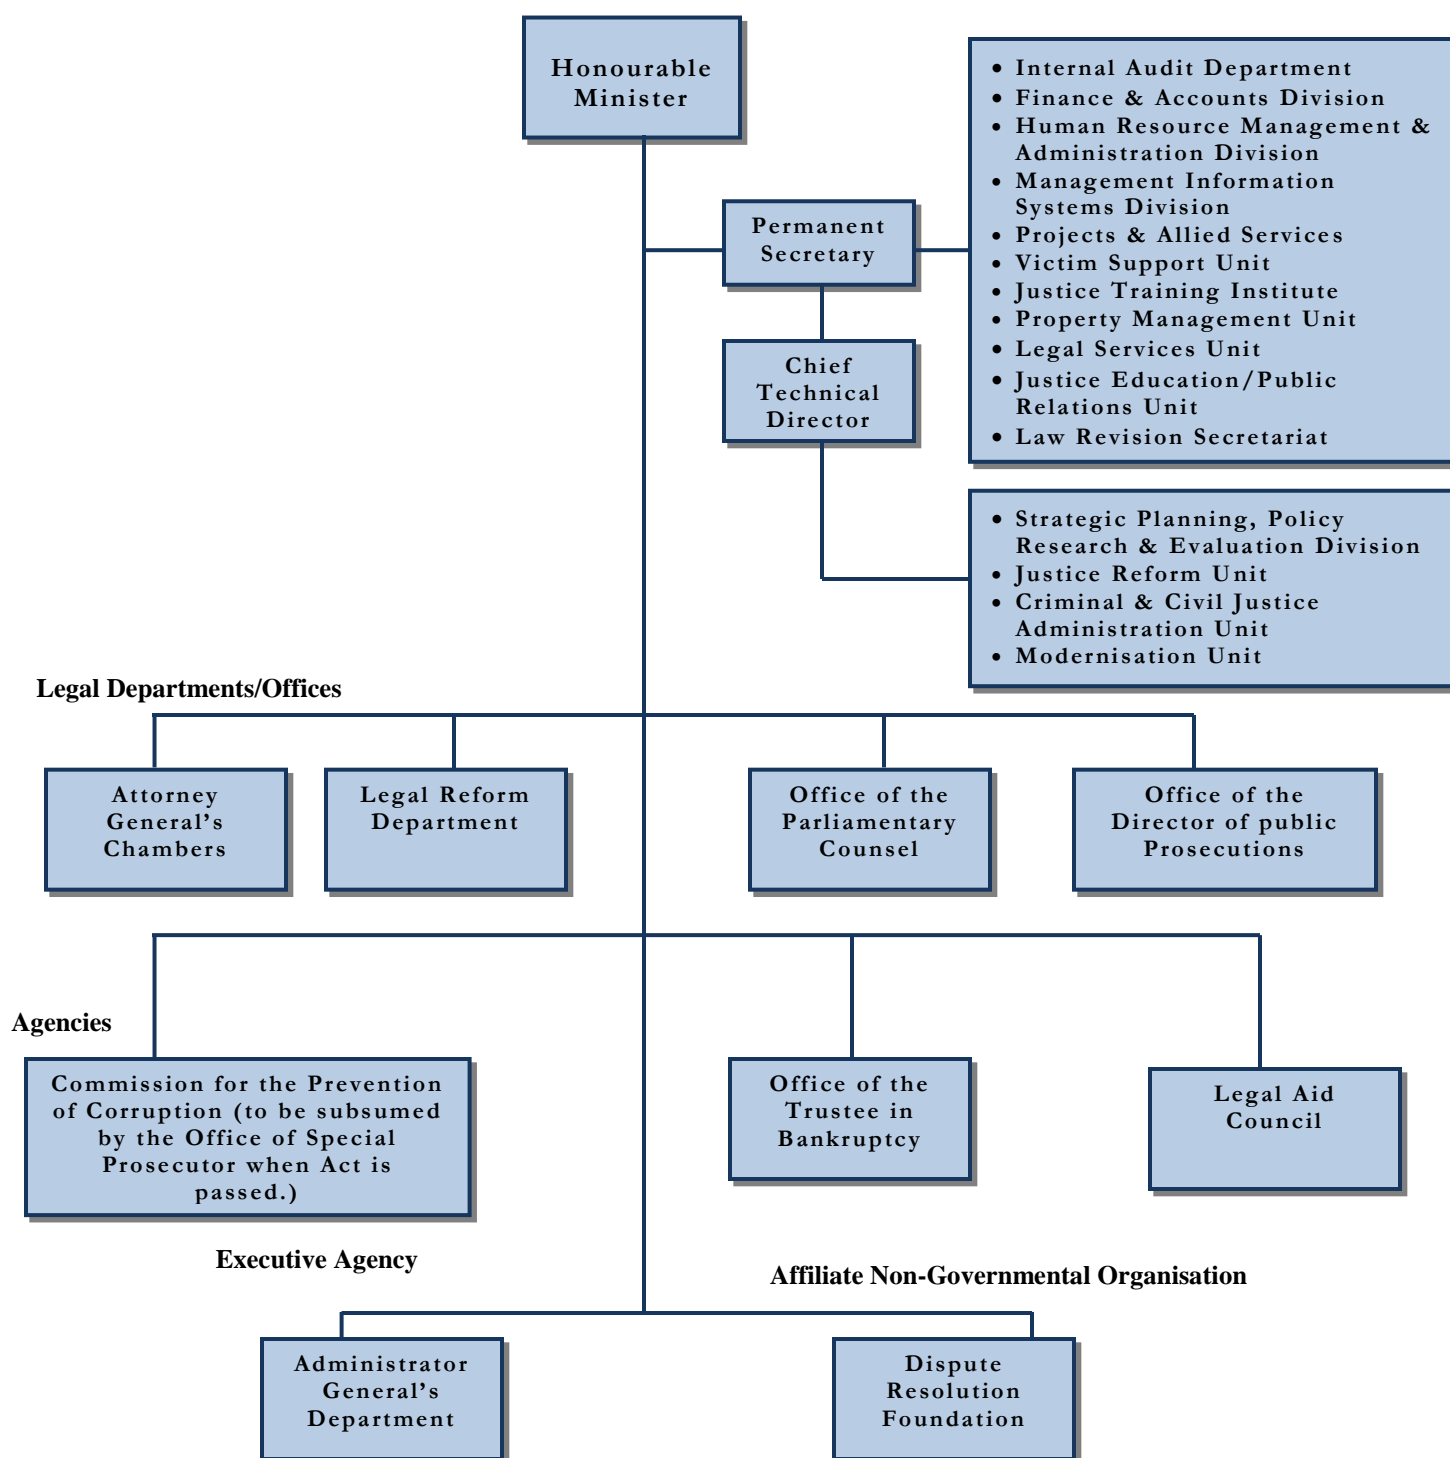 Honourable
Minister
• Internal Audit Department
• Finance & Accounts Division
• Human Resource Management &
Administration Division
• Management Information
Systems Division
• Projects & Allied Services
• Victim Support Unit
• Justice Training Institute
• Property Management Unit
• Legal Services Unit
• Justice Education/Public
Relations Unit
• Law Revision Secretariat
Permanent
Secretary
Chief
Technical
Director
• Strategic Planning, Policy
Research & Evaluation Division
• Justice Reform Unit
• Criminal & Civil Justice
Administration Unit
• Modernisation Unit
Legal Departments/Offices
Attorney
General’s
Chambers
Legal Reform
Department
Office of the
Parliamentary
Counsel
Office of the
Director of public
Prosecutions
Agencies
Commission for the Prevention
of Corruption (to be subsumed
by the Office of Special
Prosecutor when Act is
passed.)
Office of the
Trustee in
Bankruptcy
Legal Aid
Council
Executive Agency
Affiliate Non-Governmental Organisation
Administrator
General’s
Department
Dispute
Resolution
Foundation